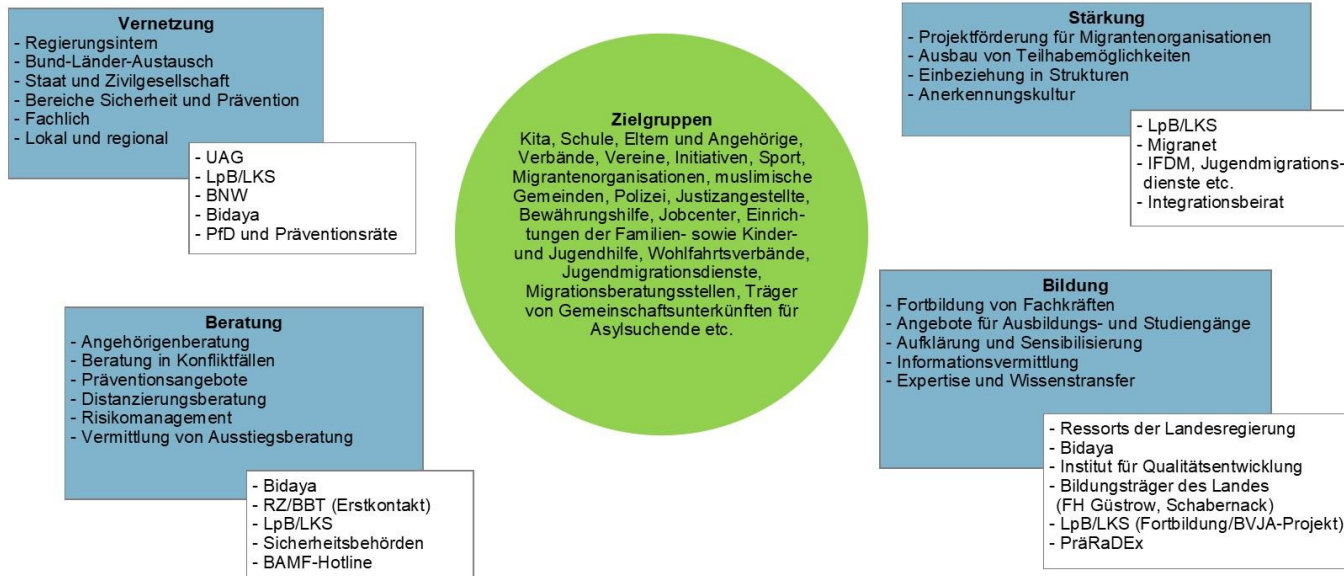 Vernetzung
- Regierungsintern
- Bund-Länder-Austausch
- Staat und Zivilgesellschaft
- Bereiche Sicherheit und Prävention
- Fachlich
- Lokal und regional
- UAG
- LpB/LKS
- BNW
- Bidaya
- PfD und Präventionsräte
Stärkung
- Projektförderung für Migrantenorganisationen
- Ausbau von Teilhabemöglichkeiten
- Einbeziehung in Strukturen
- Anerkennungskultur
- LpB/LKS
- Migranet
- IFDM, Jugendmigrations-
dienste etc.
- Integrationsbeirat
Zielgruppen
Kita, Schule, Eltern und Angehörige,
Verbände, Vereine, Initiativen, Sport,
Migrantenorganisationen, muslimische
Gemeinden, Polizei, Justizangestellte,
Bewährungshilfe, Jobcenter, Einrich-
tungen der Familien- sowie Kinder-
und Jugendhilfe, Wohlfahrtsverbände,
Jugendmigrationsdienste,
Migrationsberatungsstellen, Träger
von Gemeinschaftsunterkünften für
Asylsuchende etc.
Beratung
- Angehörigenberatung
- Beratung in Konfliktfällen
- Präventionsangebote
- Distanzierungsberatung
- Risikomanagement
- Vermittlung von Ausstiegsberatung
- Bidaya
- RZ/BBT (Erstkontakt)
- LpB/LKS
- Sicherheitsbehörden
- BAMF-Hotline
Bildung
- Fortbildung von Fachkräften
- Angebote für Ausbildungs- und Studiengänge
- Aufklärung und Sensibilisierung
- Informationsvermittlung
- Expertise und Wissenstransfer
- Ressorts der Landesregierung
- Bidaya
- Institut für Qualitätsentwicklung
- Bildungsträger des Landes
(FH Güstrow, Schabernack)
- LpB/LKS (Fortbildung/BVJA-Projekt)
- PräRaDEx